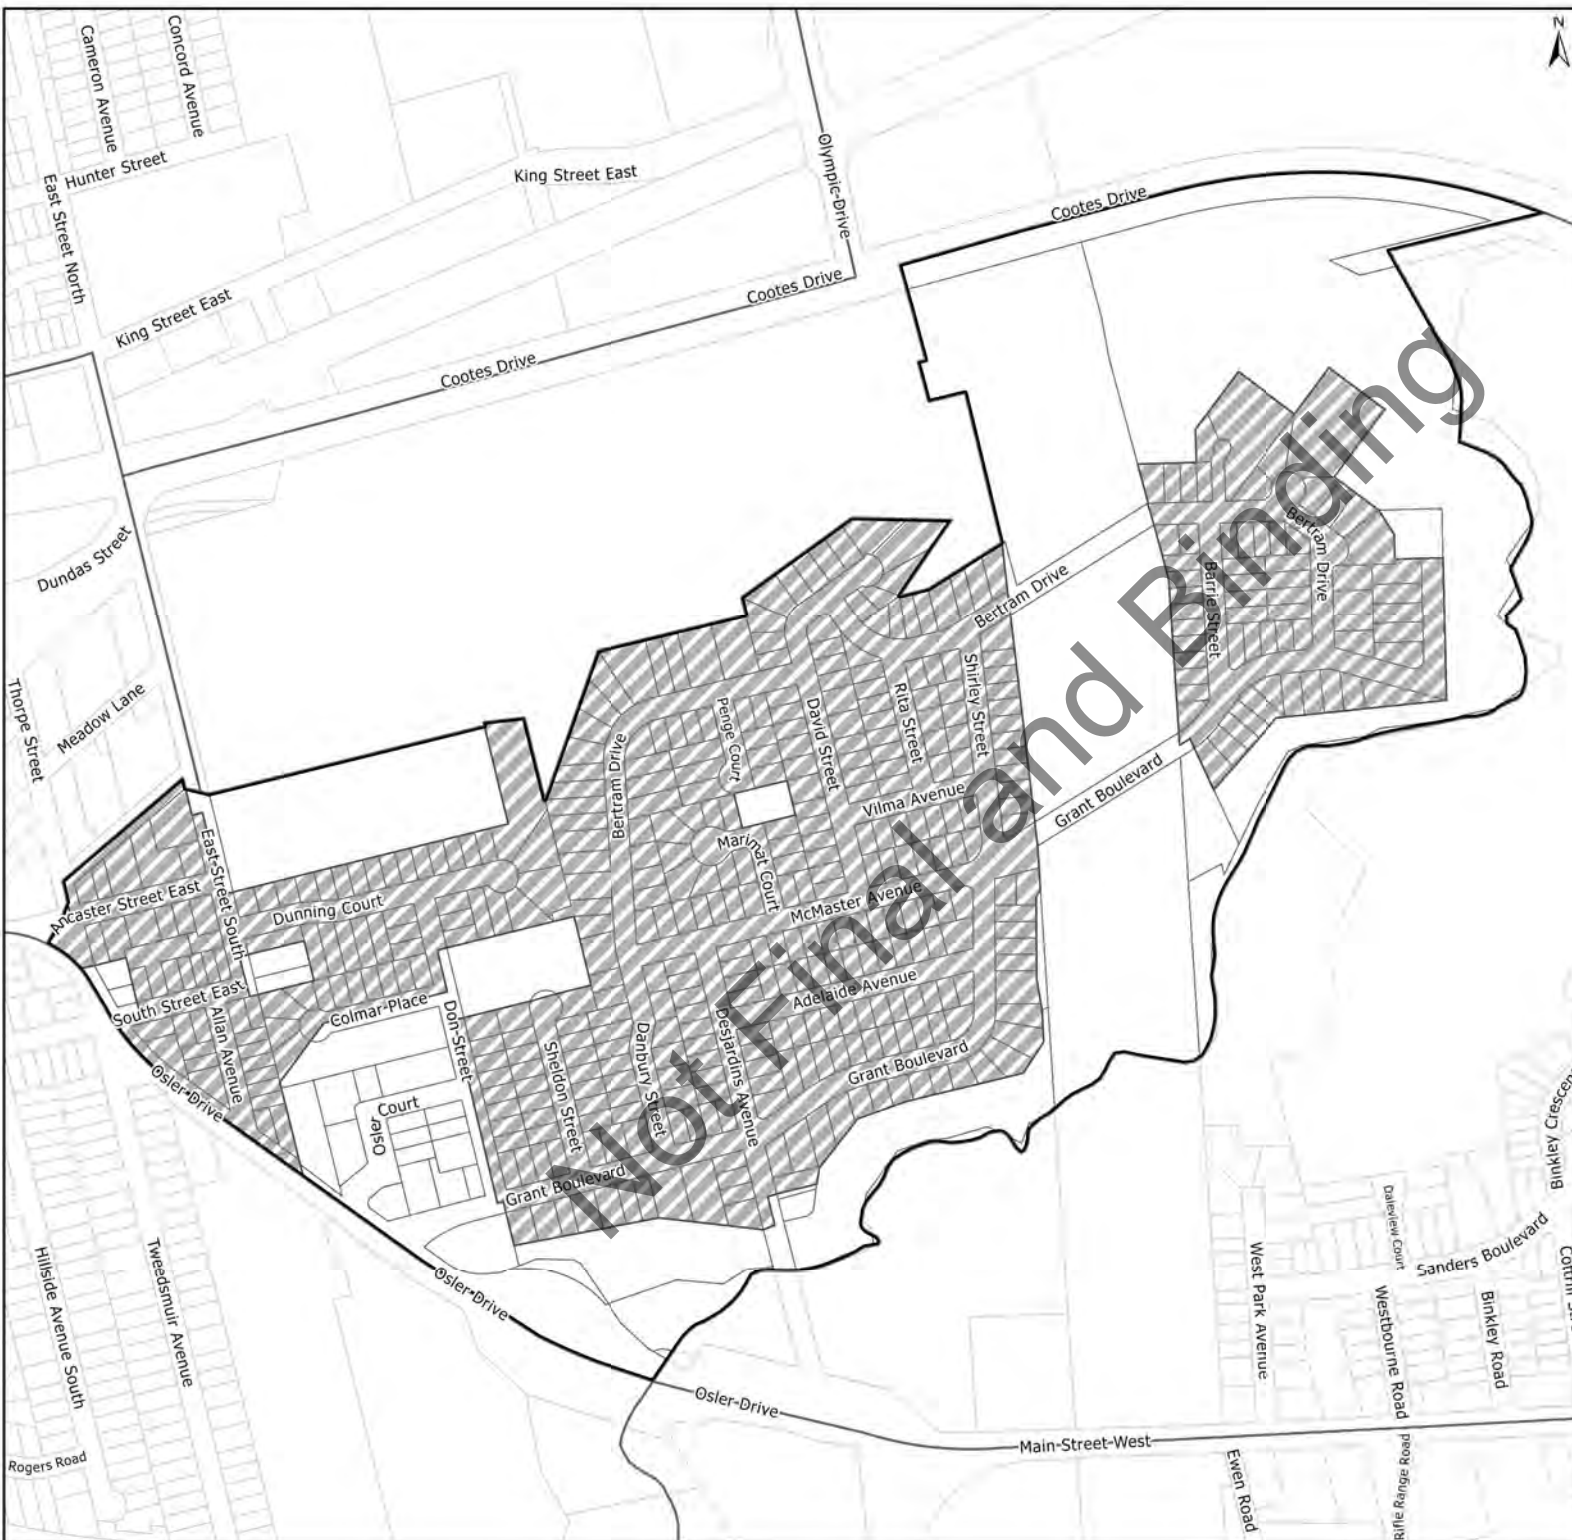 N
Cameron Avenue
Concord Avenue
Hunter Street
East Street North
King Street East
King Street East
Olympic-Drive
Cootes Drive
Cootes Drive
Cootes Drive
Dundas Street
Thorpe Street
Meadow Lane
Bertram Drive
Bertram Drive
Bertram Drive
Barrie Street
Penge Court
David Street
Rita Street
Shirley Street
Vilma Avenue
Grant Boulevard
Marimat Court
McMaster Avenue
Ancaster Street East
East-Street South
Dunning Court
South Street East
Allan Avenue
Colmar-Place
Don-Street
Sheldon Street
Danbury Street
Desjardins Avenue
Adelaide Avenue
Grant Boulevard
Osler-Drive
Osler
Court
Grant Boulevard
Osler-Drive
Osler-Drive
Main-Street-West
Hillside Avenue South
Tweedsmuir Avenue
Rogers Road
West Park Avenue
Daleview Court
Sanders Boulevard
Binkley Crescen
Westbourne Road
Binkley Road
Ewen Road
Rifle Range Road
Not Final and Binding